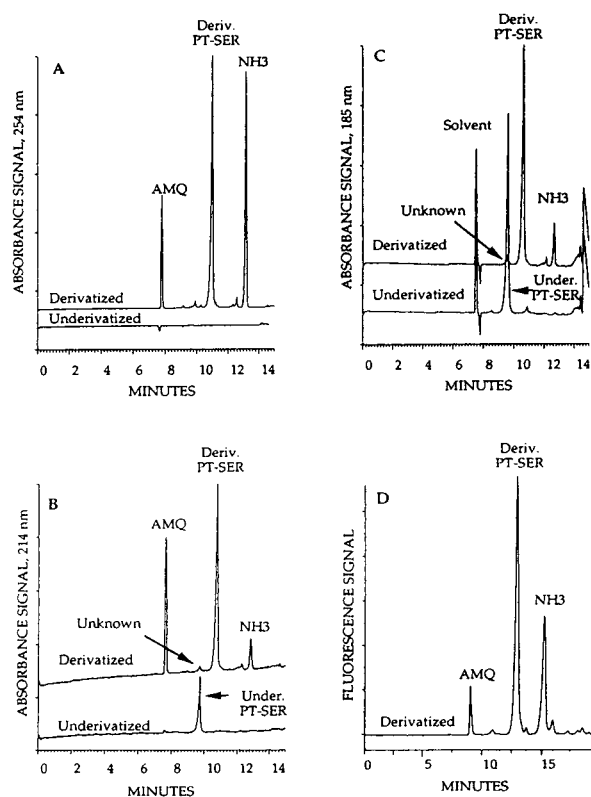 A
Deriv.
PT-SER
NH3
AMQ
Derivatized
Underivatized
ABSORBANCE SIGNAL, 254 nm
0 2 4 6 8 10 12 14
MINUTES
C
Deriv.
PT-SER
Solvent
Unknown
NH3
Derivatized
Under.
PT-SER
Underivatized
ABSORBANCE SIGNAL, 185 nm
0 2 4 6 8 10 12 14
MINUTES
B
Deriv.
PT-SER
AMQ
Unknown
NH3
Derivatized
Under.
PT-SER
Underivatized
ABSORBANCE SIGNAL, 214 nm
0 2 4 6 8 10 12 14
MINUTES
D
Deriv.
PT-SER
NH3
AMQ
Derivatized
FLUORESCENCE SIGNAL
0 5 10 15
MINUTES